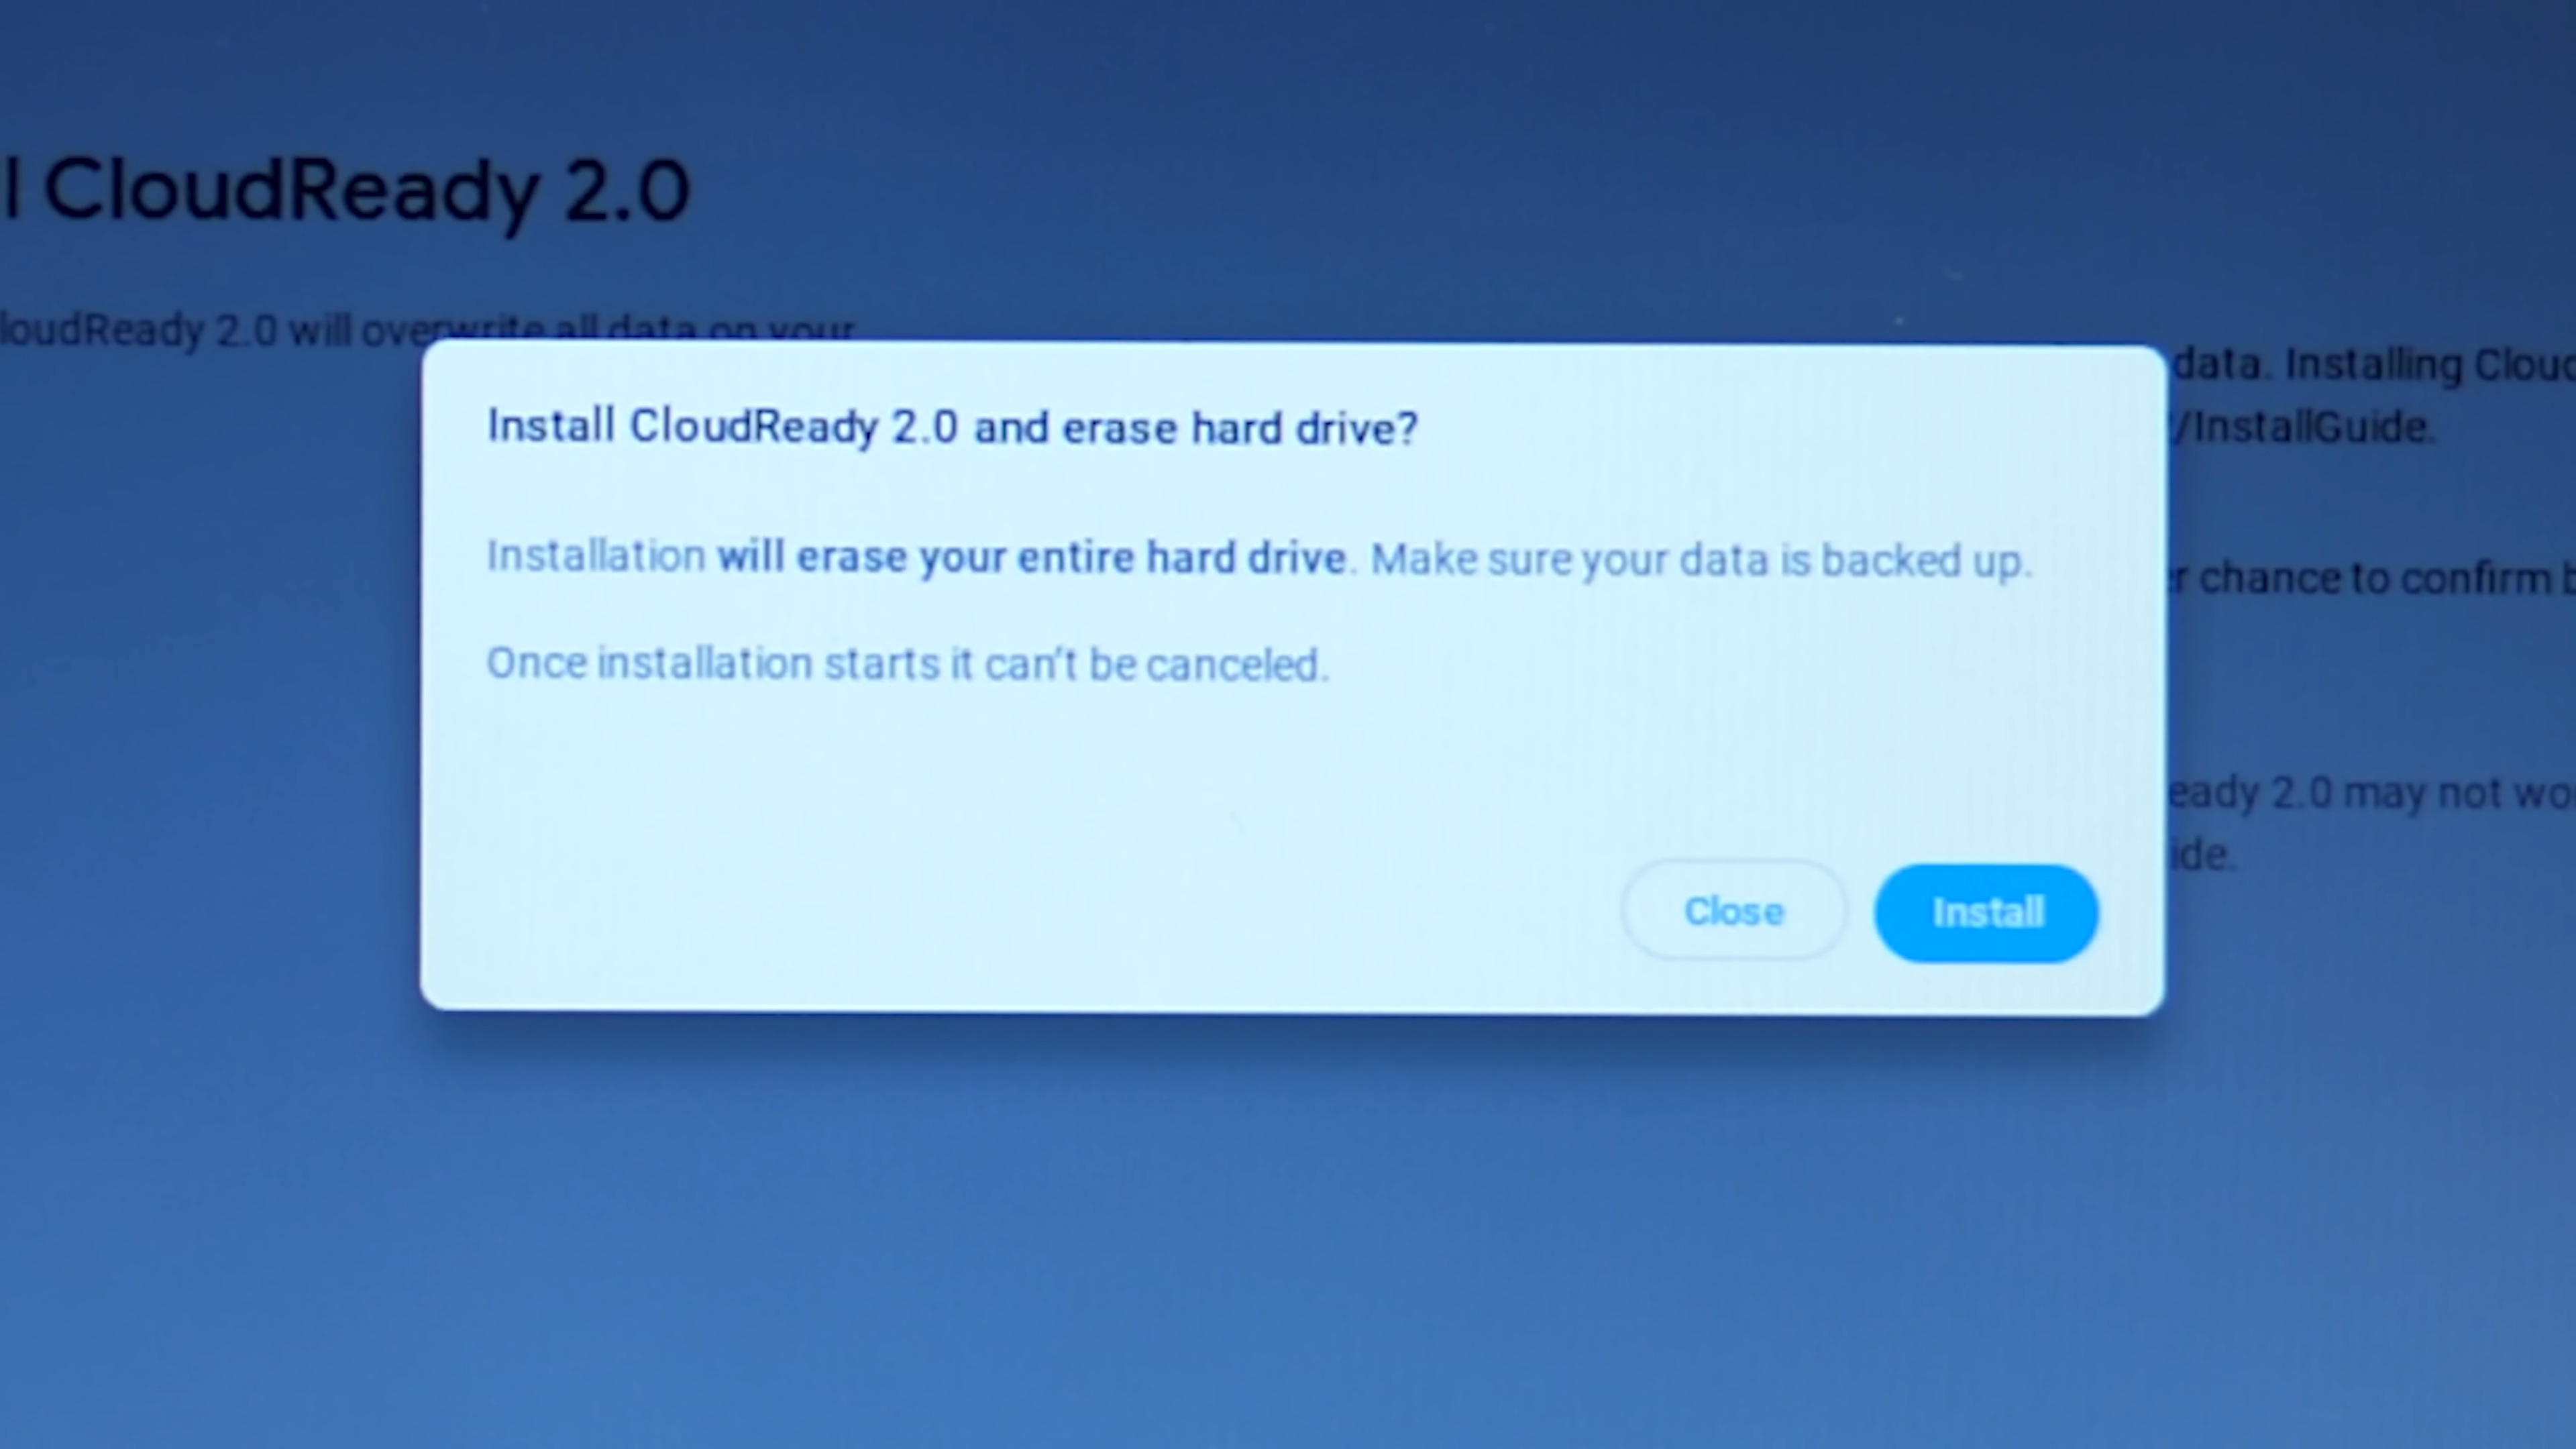 l CloudReady 2.0
loudReady 2.0 will overwrite all data on your
Install CloudReady 2.0 and erase hard drive?
Installation will erase your entire hard drive. Make sure your data is backed up.
Once installation starts it can't be canceled.
Close
Install
data. Installing Cloud
/InstallGuide.
r chance to confirm b
eady 2.0 may not wo
ide.